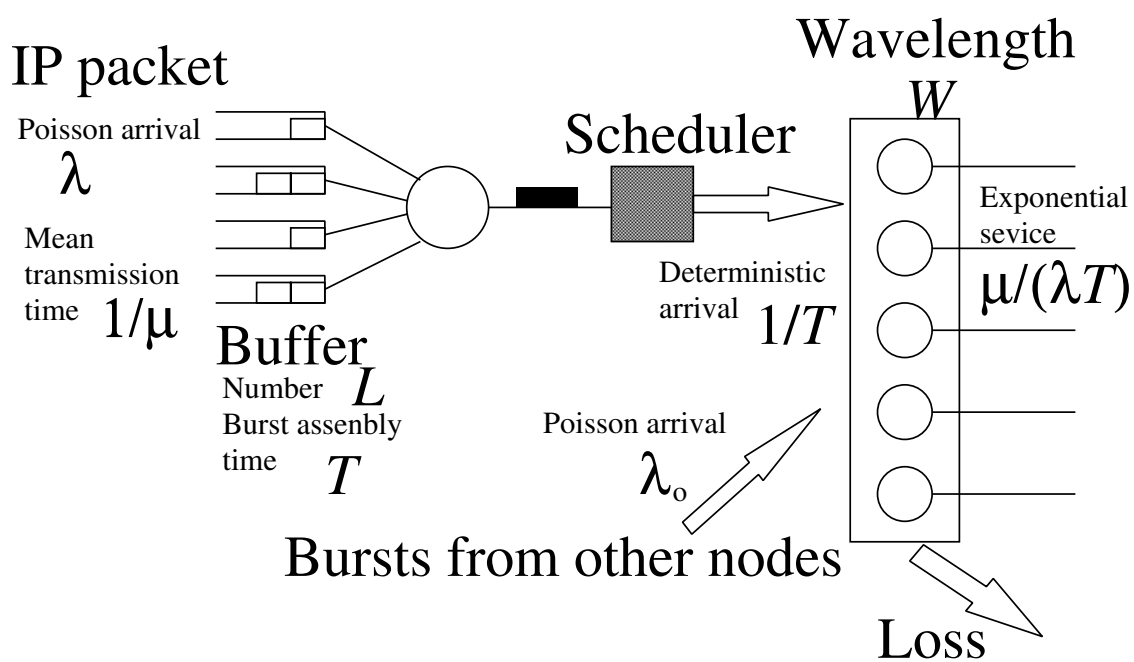 IP packet
Poisson arrival
λ
Mean
transmission
time 1/μ
Buffer
Number L
Burst assenbly
time T
Scheduler
Deterministic
arrival 1/T
Poisson arrival
λo
Bursts from other nodes
Wavelength
W
Exponential
sevice
μ/(λT)
Loss